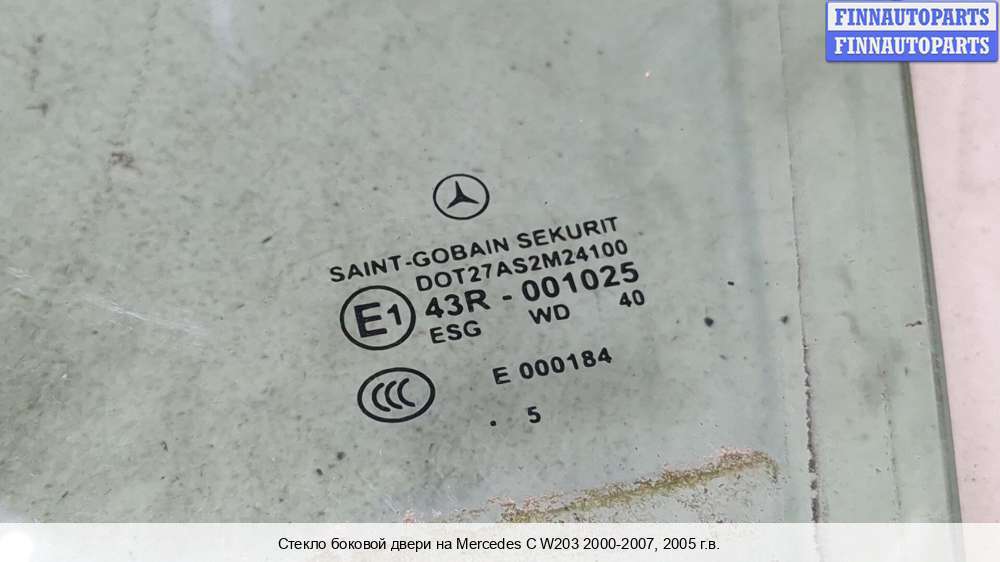 FINNAUTOPARTS
FINNAUTOPARTS
SAINT-GOBAIN SEKURIT
DOT27AS2M24100
E1 43R - 001025
ESG WD 40
CCC E 000184
. 5
Стекло боковой двери на Mercedes C W203 2000-2007, 2005 г.в.